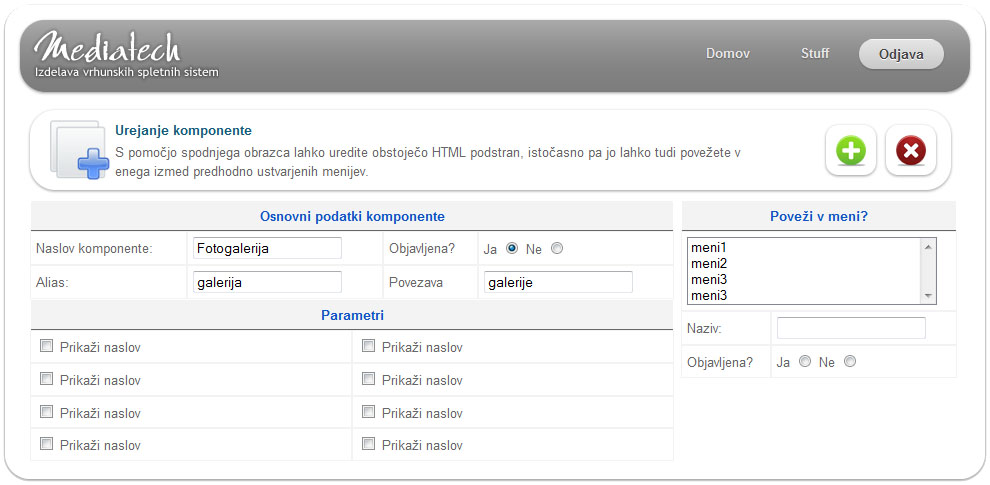 Mediatech
Izdelava vrhunskih spletnih sistem
Domov
Stuff
Odjava
Urejanje komponente
S pomočjo spodnjega obrazca lahko uredite obstoječo HTML podstran, istočasno pa jo lahko tudi povežete v
enega izmed predhodno ustvarjenih menijev.
Osnovni podatki komponente
Naslov komponente: Fotogalerija Objavljena? Ja Ne
Alias: galerija Povezava galerije
Parametri
Prikaži naslov Prikaži naslov
Prikaži naslov Prikaži naslov
Prikaži naslov Prikaži naslov
Prikaži naslov Prikaži naslov
Poveži v meni?
meni1
meni2
meni3
meni3
Naziv:
Objavljena? Ja Ne